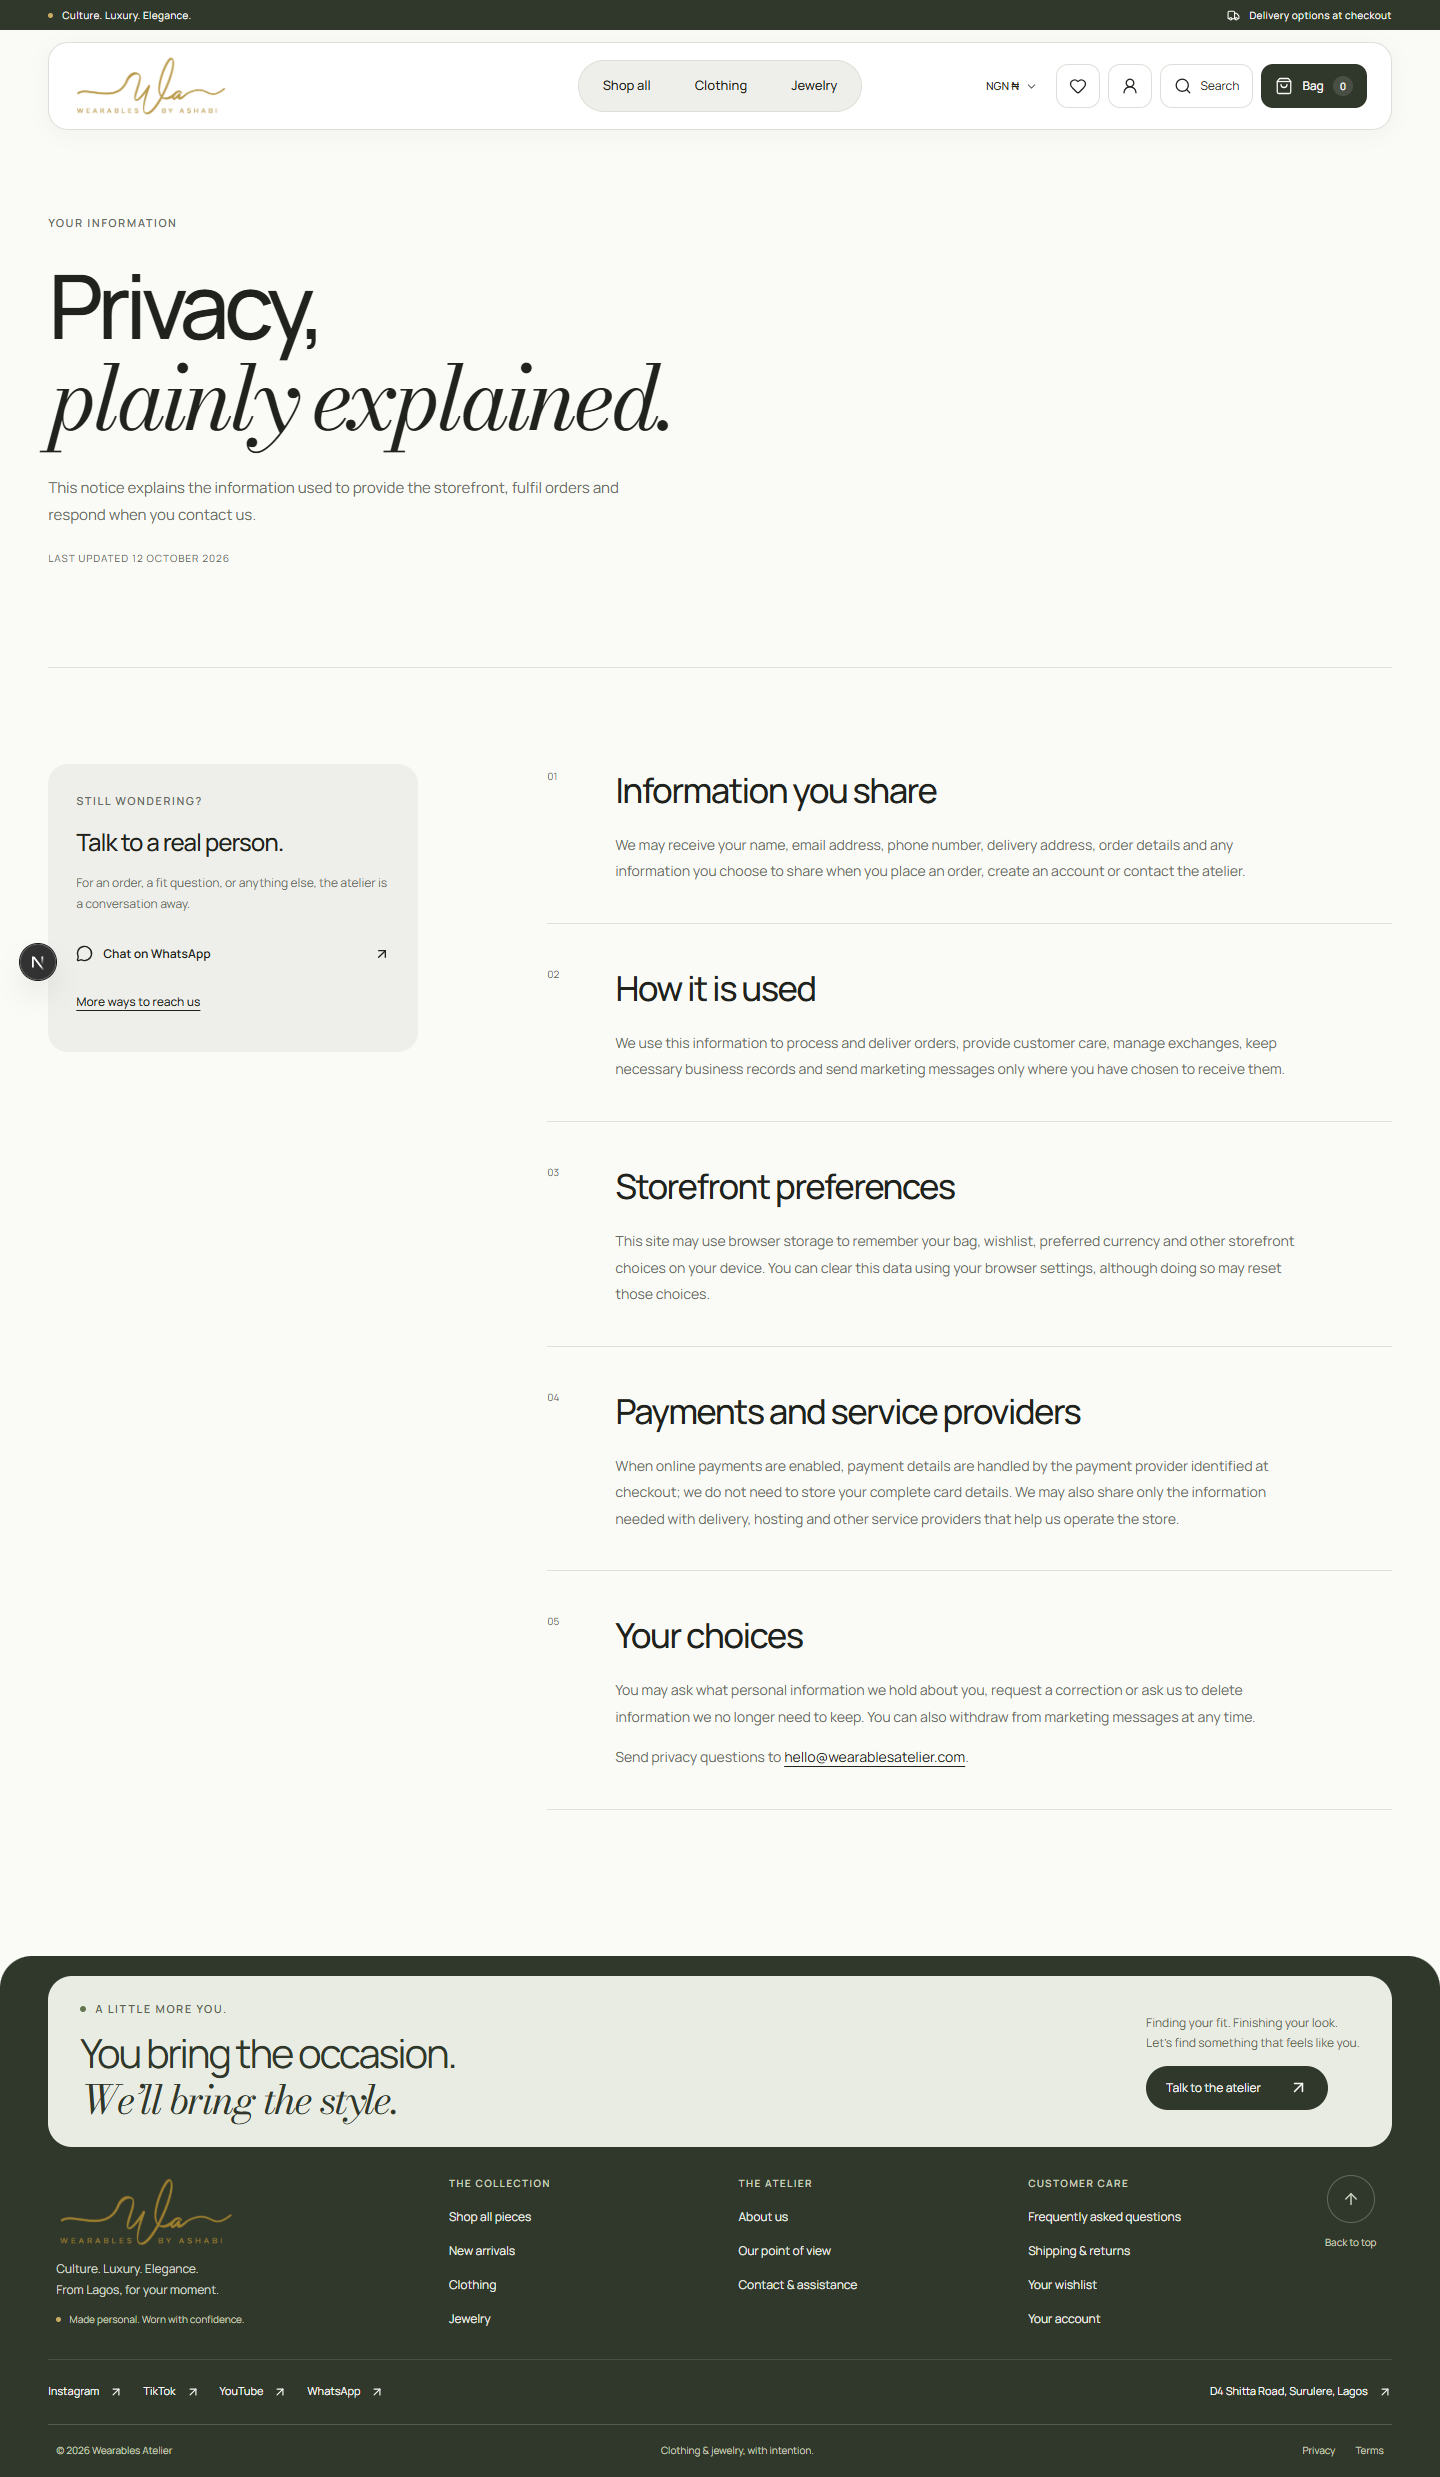 Culture. Luxury. Elegance.
Delivery options at checkout
Wa
WEARABLES BY ASHABI
Shop all
Clothing
Jewelry
NGN ₦
Search
Bag 0
YOUR INFORMATION
Privacy,
plainly explained.
This notice explains the information used to provide the storefront, fulfil orders and
respond when you contact us.
LAST UPDATED 12 OCTOBER 2026
STILL WONDERING?
Talk to a real person.
For an order, a fit question, or anything else, the atelier is
a conversation away.
Chat on WhatsApp
More ways to reach us
N
01
Information you share
We may receive your name, email address, phone number, delivery address, order details and any
information you choose to share when you place an order, create an account or contact the atelier.
02
How it is used
We use this information to process and deliver orders, provide customer care, manage exchanges, keep
necessary business records and send marketing messages only where you have chosen to receive them.
03
Storefront preferences
This site may use browser storage to remember your bag, wishlist, preferred currency and other storefront
choices on your device. You can clear this data using your browser settings, although doing so may reset
those choices.
04
Payments and service providers
When online payments are enabled, payment details are handled by the payment provider identified at
checkout; we do not need to store your complete card details. We may also share only the information
needed with delivery, hosting and other service providers that help us operate the store.
05
Your choices
You may ask what personal information we hold about you, request a correction or ask us to delete
information we no longer need to keep. You can also withdraw from marketing messages at any time.
Send privacy questions to hello@wearablesatelier.com.
A LITTLE MORE YOU.
You bring the occasion.
We'll bring the style.
Finding your fit. Finishing your look.
Let's find something that feels like you.
Talk to the atelier
Wa
WEARABLES BY ASHABI
Culture. Luxury. Elegance.
From Lagos, for your moment.
Made personal. Worn with confidence.
THE COLLECTION
Shop all pieces
New arrivals
Clothing
Jewelry
THE ATELIER
About us
Our point of view
Contact & assistance
CUSTOMER CARE
Frequently asked questions
Shipping & returns
Your wishlist
Your account
Back to top
Instagram
TikTok
YouTube
WhatsApp
D4 Shitta Road, Surulere, Lagos
© 2026 Wearables Atelier
Clothing & jewelry, with intention.
Privacy
Terms